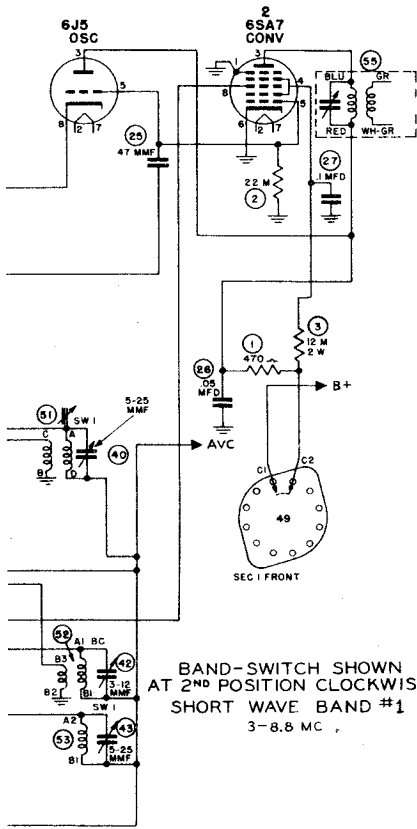 6J5
OSC
3
5
8
2
7
25
47 MMF
2
6SA7
CONV
3
1
8
4
5
6
2
7
22 M
2
55
BLU
GR
RED
WH-GR
27
.1 MFD
1
470
3
12 M
2 W
26
.05
MFD
B+
AVC
C1
C2
49
SEC 1 FRONT
5-25
MMF
51
SW 1
C
A
B
D
40
52
A1 BC
B3
B2
B1
42
3-12
MMF
SW 1
53
A2
B1
43
5-25
MMF
BAND-SWITCH SHOWN
AT 2ND POSITION CLOCKWIS
SHORT WAVE BAND #1
3-8.8 MC